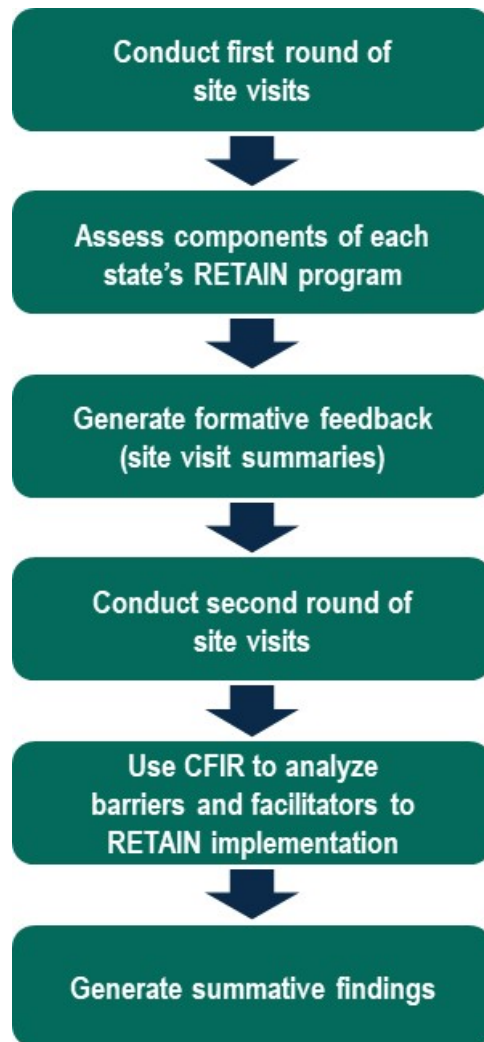 Conduct first round of
site visits
Assess components of each
state's RETAIN program
Generate formative feedback
(site visit summaries)
Conduct second round of
site visits
Use CFIR to analyze
barriers and facilitators to
RETAIN implementation
Generate summative findings